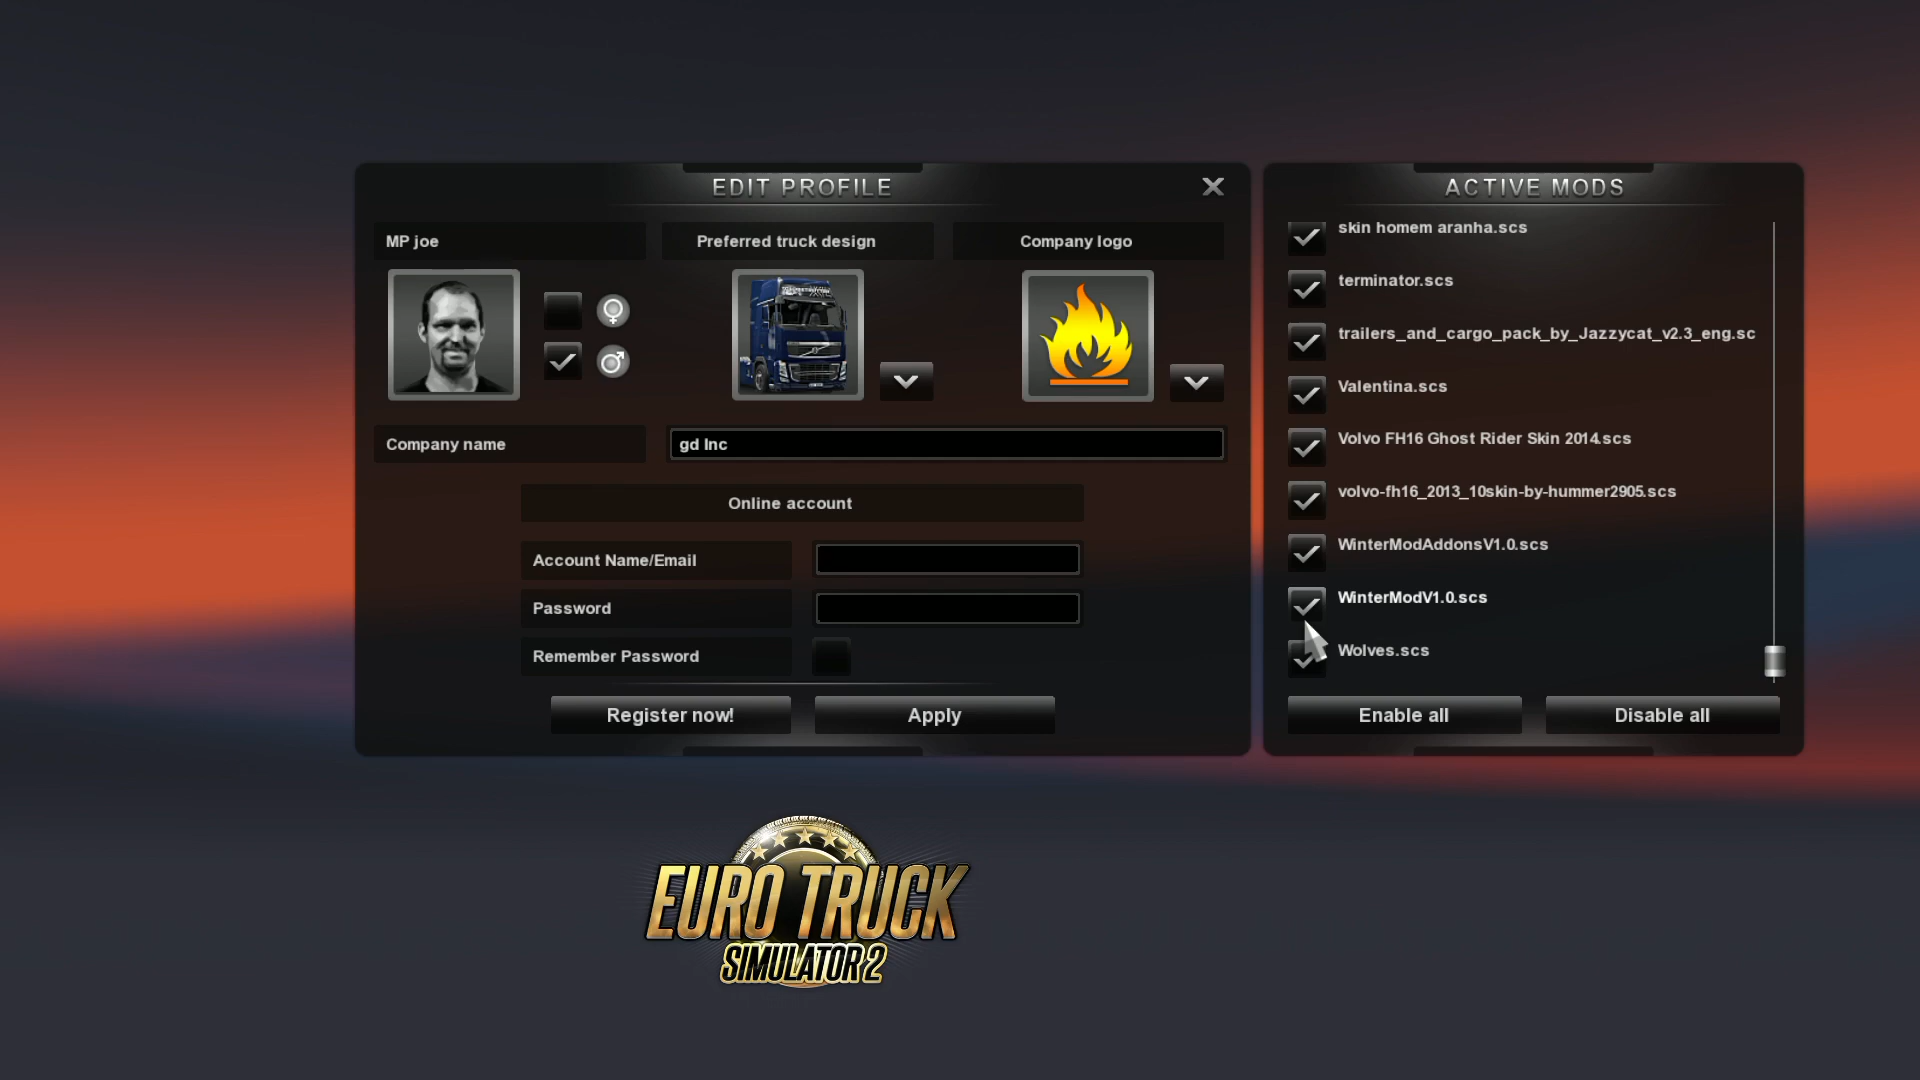 EDIT PROFILE
MP joe
Preferred truck design
Company logo
Company name
gd Inc
Online account
Account Name/Email
Password
Remember Password
Register now!
Apply
ACTIVE MODS
skin homem aranha.scs
terminator.scs
trailers_and_cargo_pack_by_Jazzycat_v2.3_eng.sc
Valentina.scs
Volvo FH16 Ghost Rider Skin 2014.scs
volvo-fh16_2013_10skin-by-hummer2905.scs
WinterModAddonsV1.0.scs
WinterModV1.0.scs
Wolves.scs
Enable all
Disable all
EURO TRUCK
SIMULATOR 2